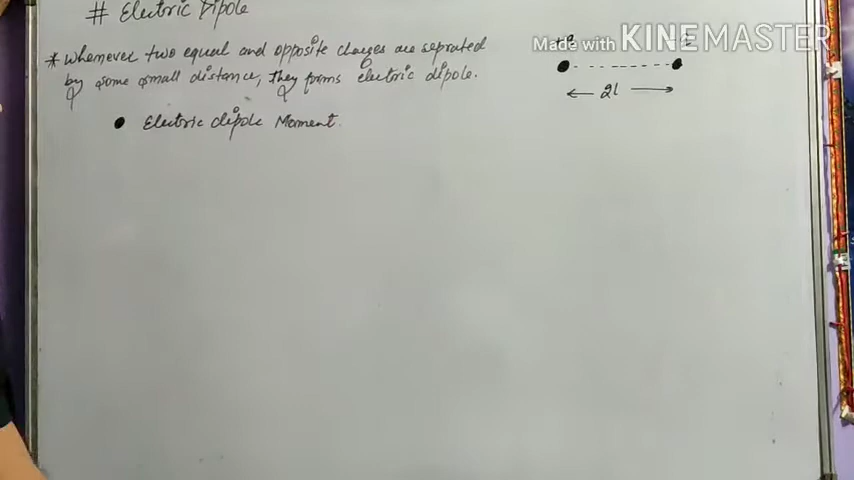 # Electric Dipole
+q -q
Made with KINEMASTER
* Whenever two equal and opposite charges are seprated
by some small distance, they forms electric dipole.
2l
• Electric dipole Moment.